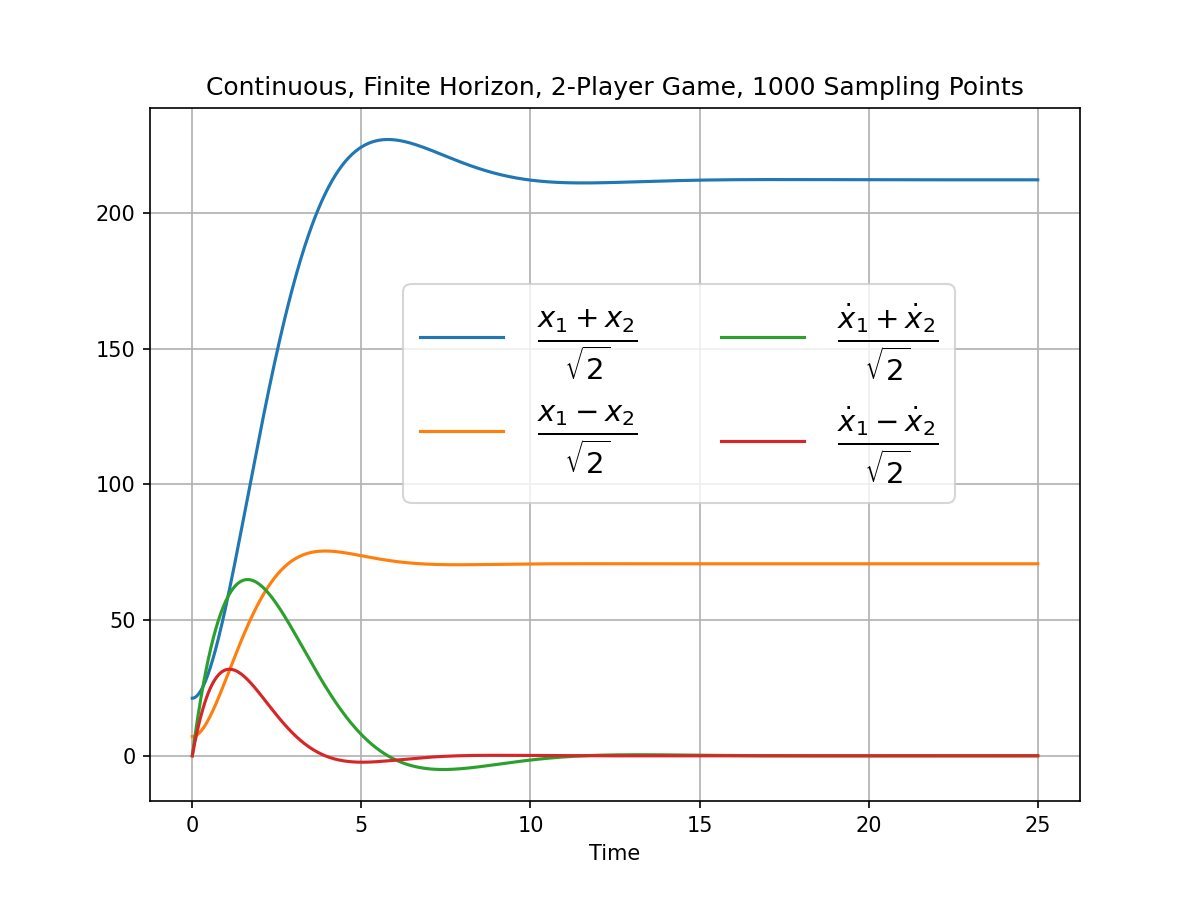 Continuous, Finite Horizon, 2-Player Game, 1000 Sampling Points
200
150
100
50
0
x₁ + x₂
√2
x₁ − x₂
√2
ẋ₁ + ẋ₂
√2
ẋ₁ − ẋ₂
√2
0 5 10 15 20 25
Time